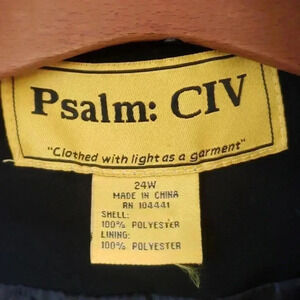 Psalm: CIV
"Clothed with light as a garment"
24W
MADE IN CHINA
RN 104441
SHELL:
100% POLYESTER
LINING:
100% POLYESTER